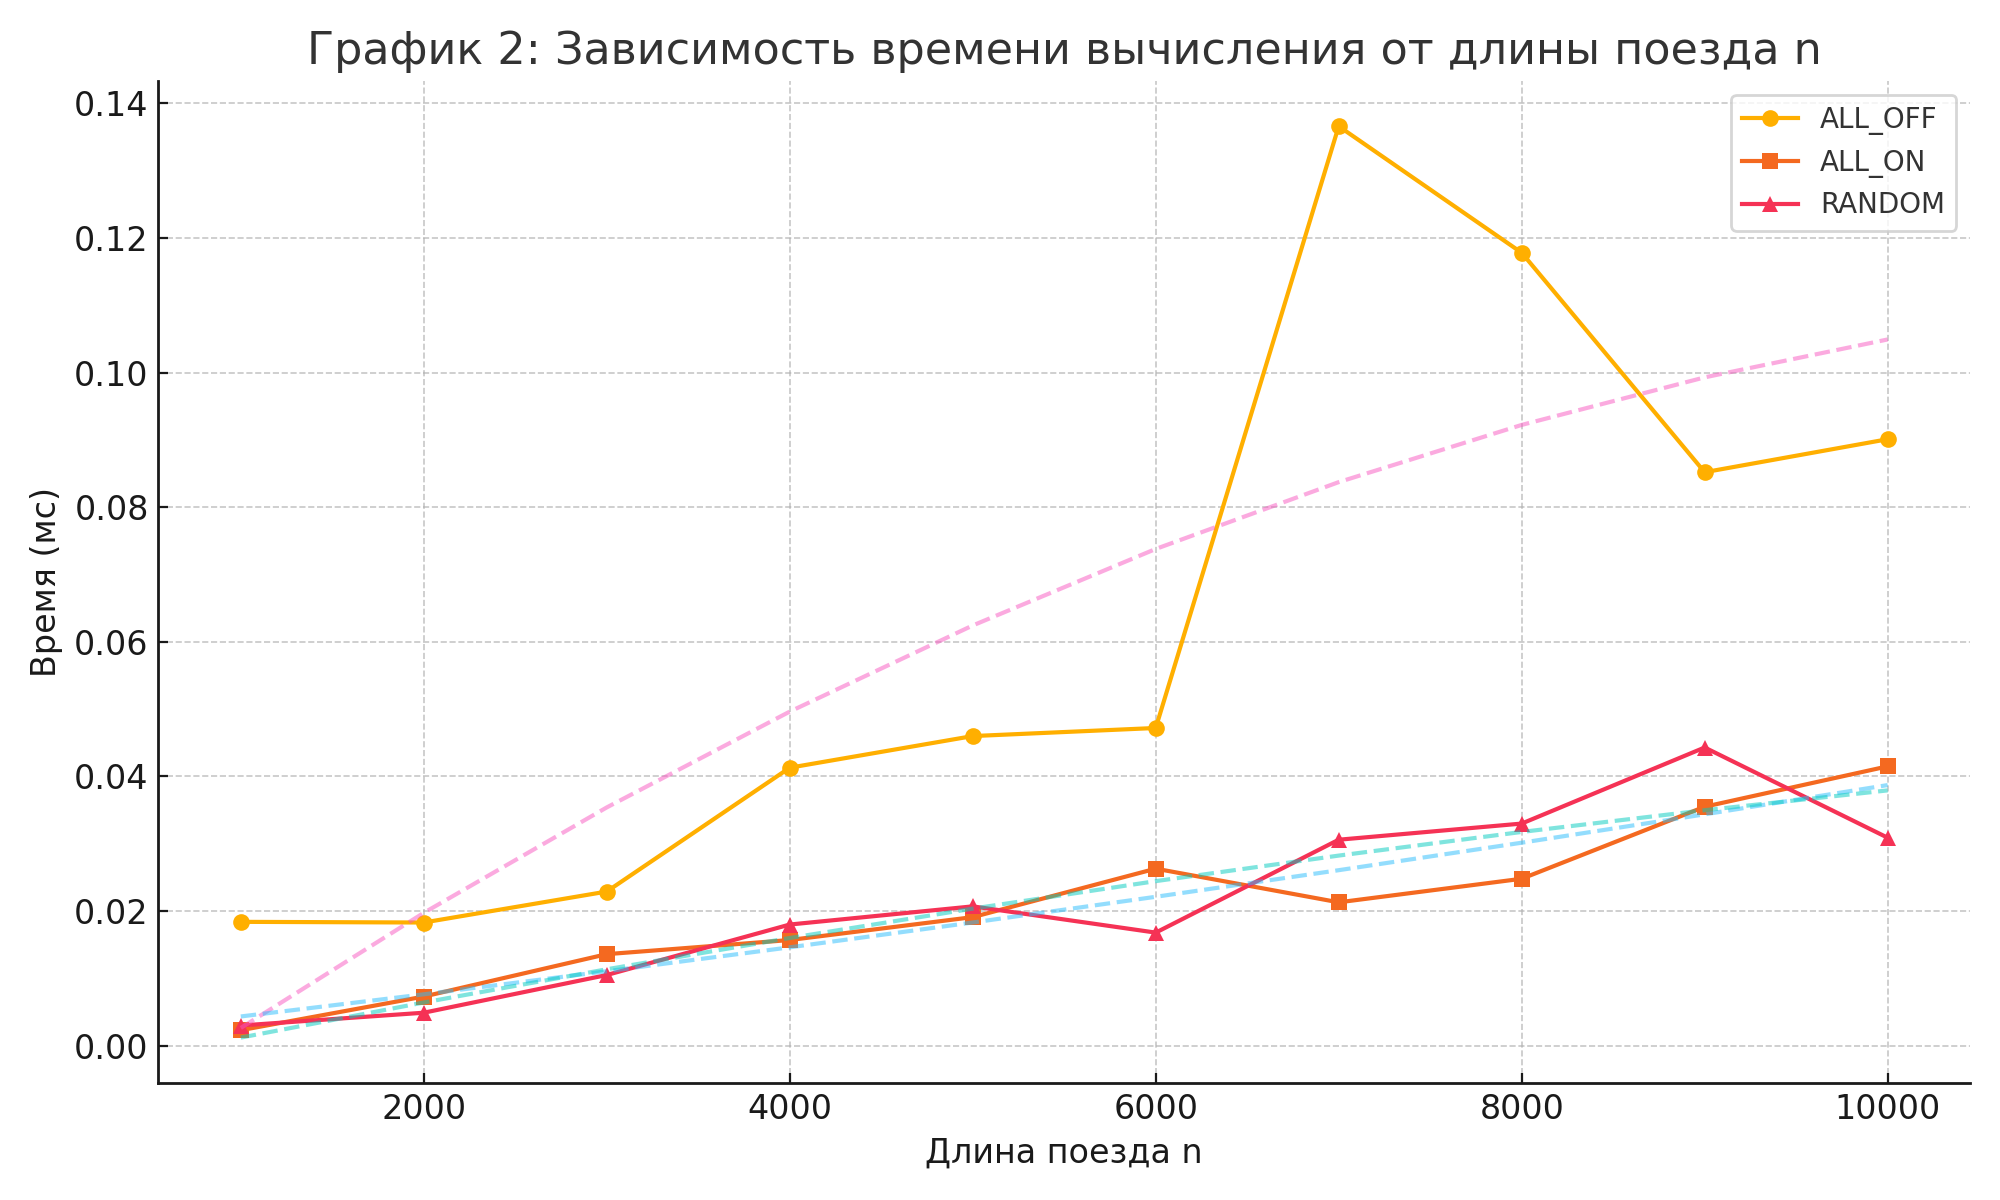 График 2: Зависимость времени вычисления от длины поезда n
ALL_OFF
ALL_ON
RANDOM
Время (мс)
0.14
0.12
0.10
0.08
0.06
0.04
0.02
0.00
2000 4000 6000 8000 10000
Длина поезда n